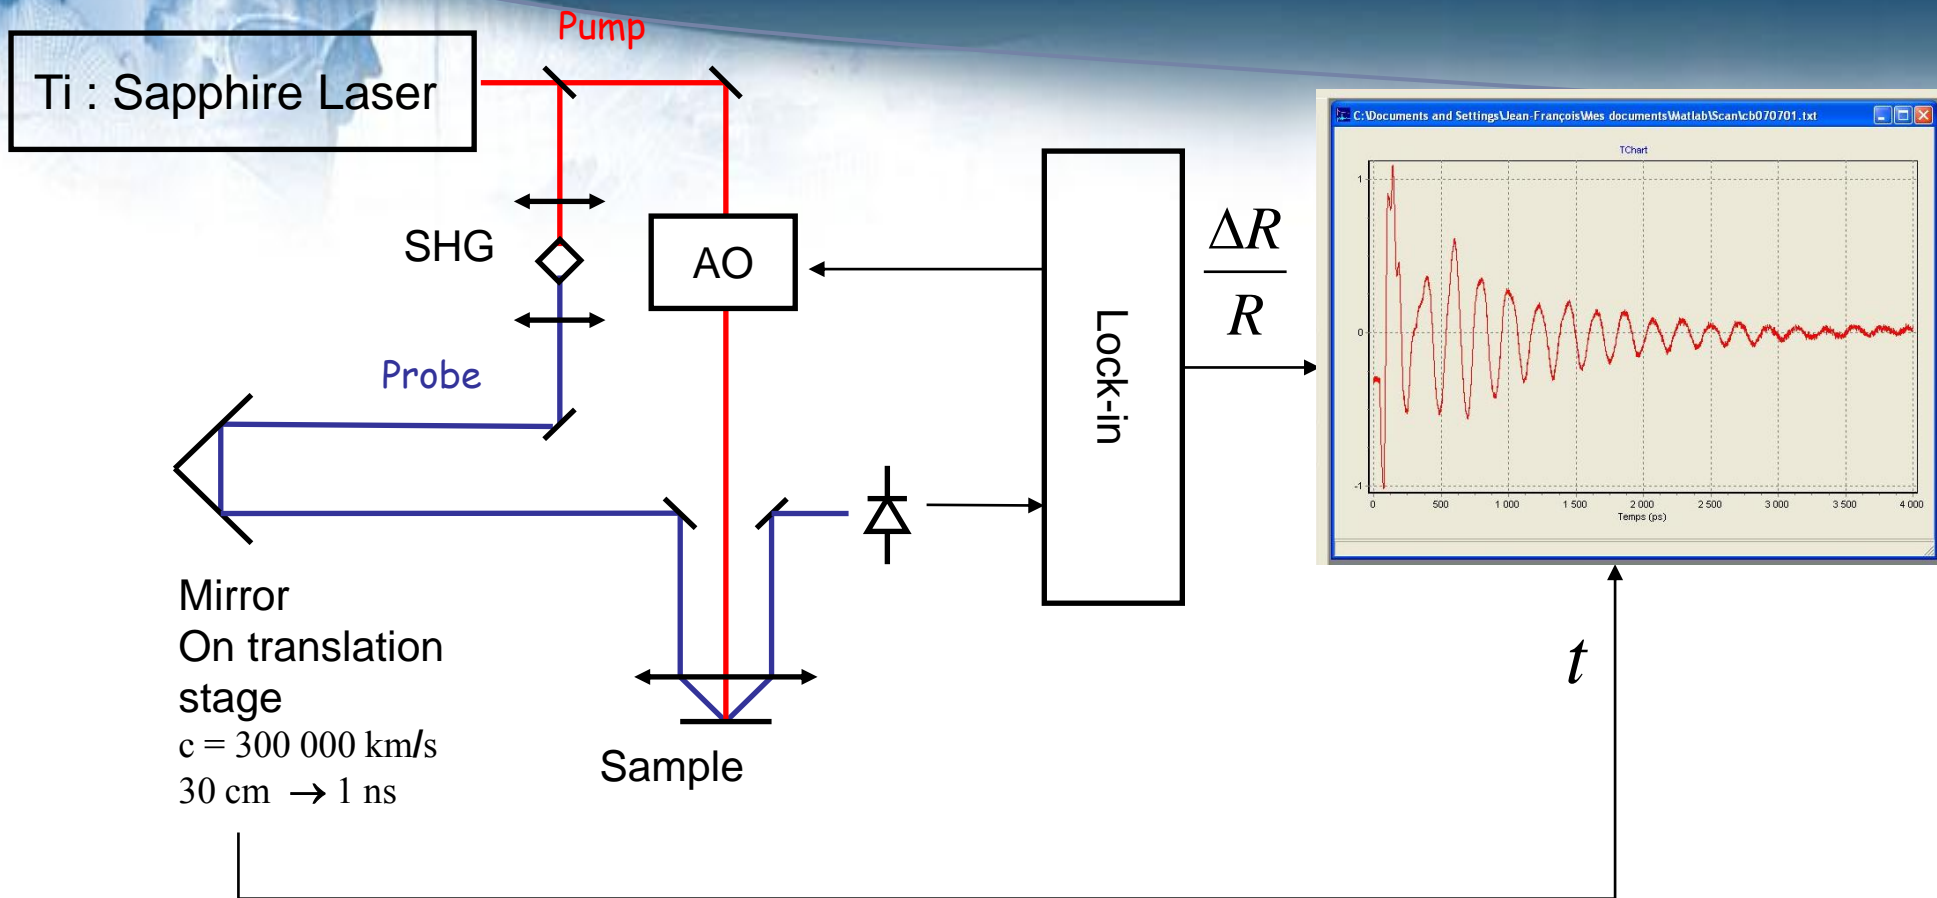 Pump
Ti : Sapphire Laser
C:\Documents and Settings\Jean-François\Mes documents\Matlab\Scan\cb070701.txt
TChart
1
0
-1
0 500 1 000 1 500 2 000 2 500 3 000 3 500 4 000
Temps (ps)
SHG
AO
Lock-in
ΔR
R
Probe
Mirror
On translation
stage
c = 300 000 km/s
30 cm → 1 ns
Sample
t